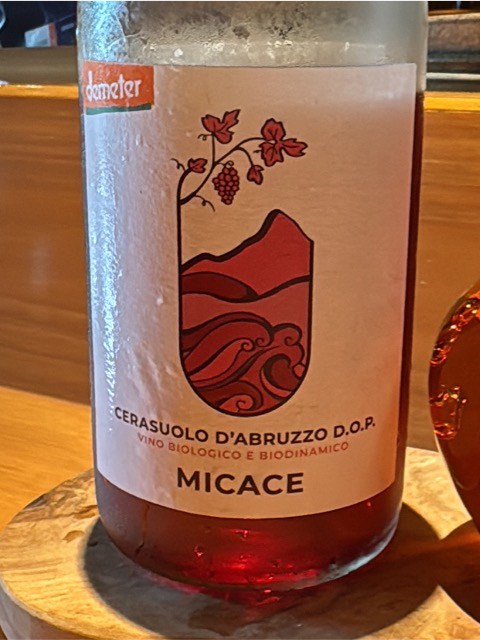 demeter
CERASUOLO D'ABRUZZO D.O.P.
VINO BIOLOGICO E BIODINAMICO
MICACE